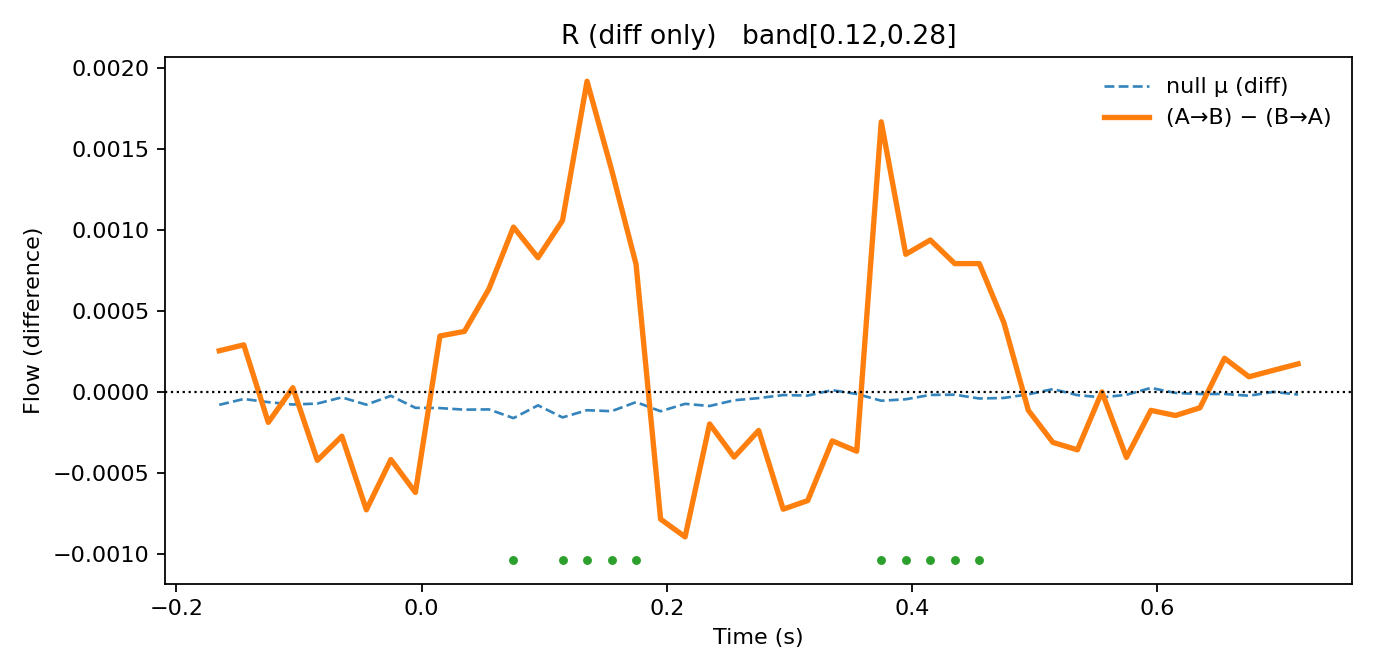 R (diff only) band[0.12,0.28]
null μ (diff)
(A→B) − (B→A)
Flow (difference)
0.0020
0.0015
0.0010
0.0005
0.0000
−0.0005
−0.0010
−0.2 0.0 0.2 0.4 0.6
Time (s)